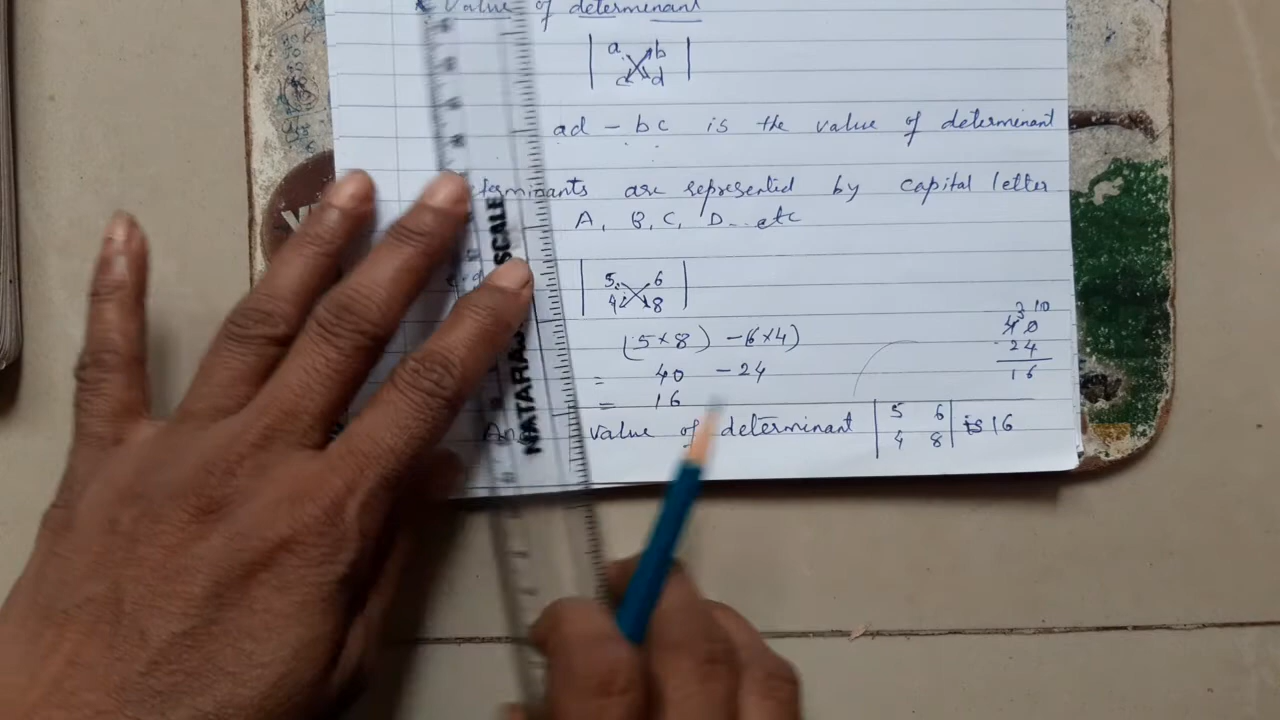 Value of determinant
a b
c d
ad - bc is the value of determinant
are represented by capital letter
A, B, C, D... etc
e.g
5 6
4 8
(5×8) - 6×4)
= 40 - 24
= 16
3 10
40
- 24
16
Ans value of determinant | 5 6 | is 16
4 8
NATARAJ
SCALE